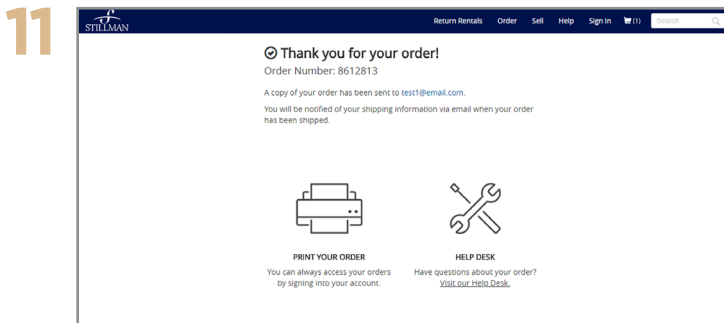 11
STILLMAN
Return Rentals Order Sell Help Sign In (1) Search
Thank you for your order!
Order Number: 8612813
A copy of your order has been sent to test1@email.com.
You will be notified of your shipping information via email when your order
has been shipped.
PRINT YOUR ORDER
You can always access your orders
by signing into your account.
HELP DESK
Have questions about your order?
Visit our Help Desk.